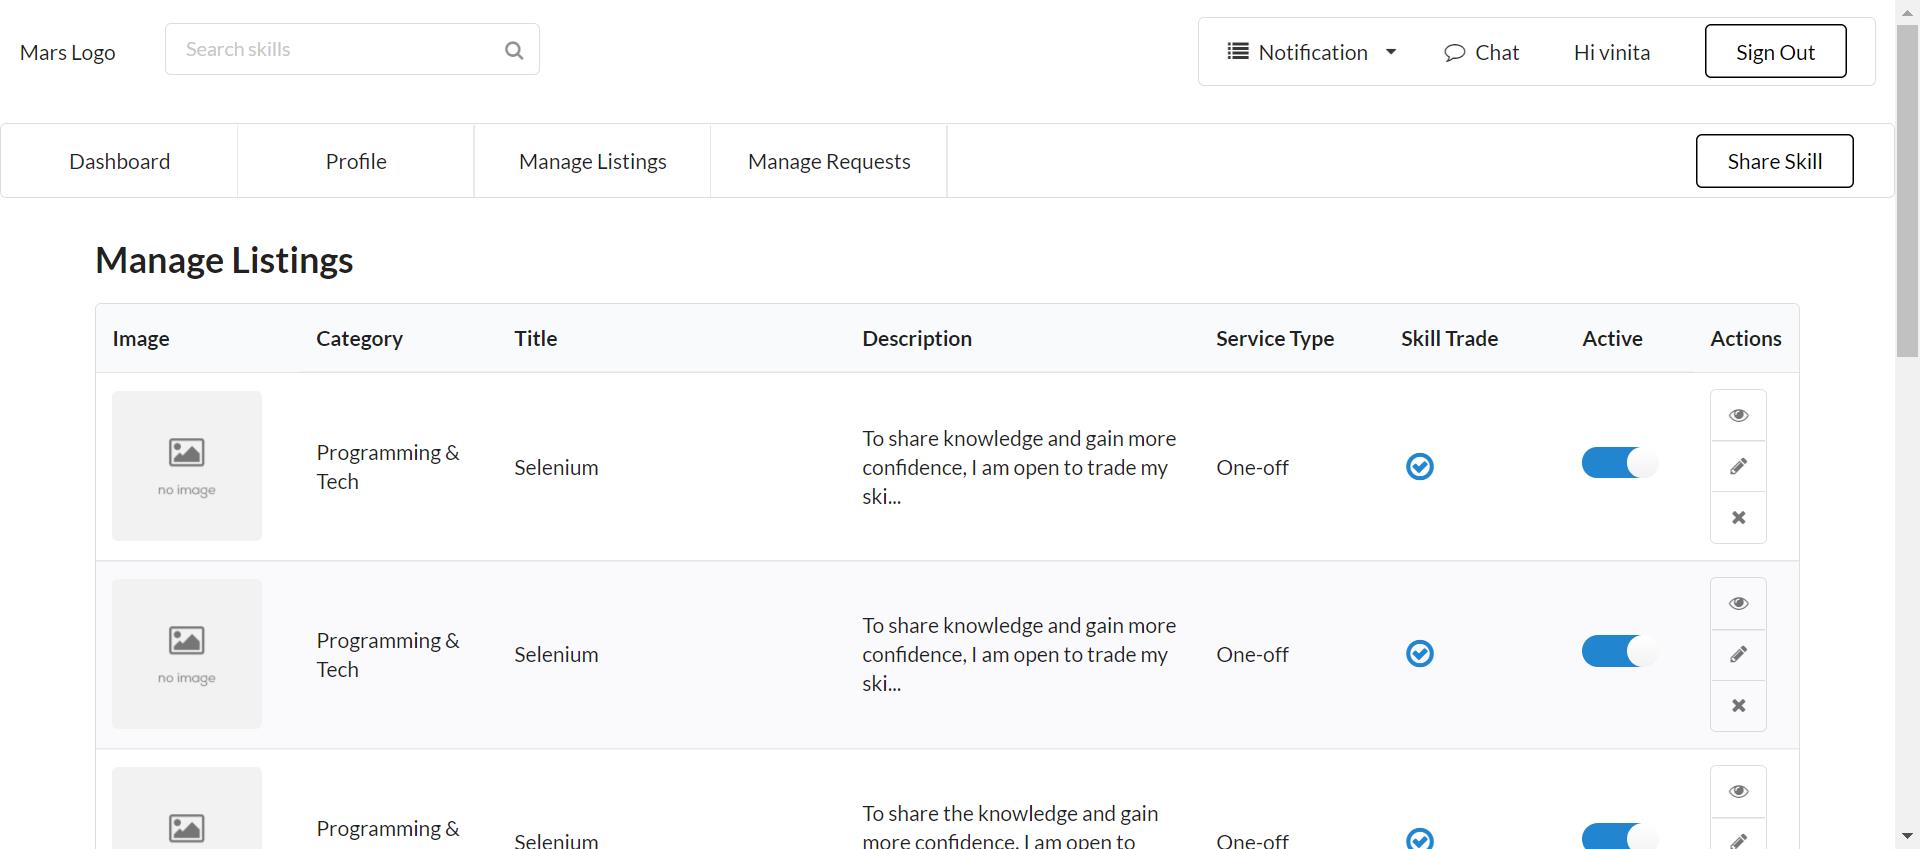 Mars Logo
Search skills
Notification
Chat
Hi vinita
Sign Out
Dashboard
Profile
Manage Listings
Manage Requests
Share Skill
Manage Listings
Image Category Title Description Service Type Skill Trade Active Actions
no image
Programming &
Tech
Selenium
To share knowledge and gain more
confidence, I am open to trade my
ski...
One-off
no image
Programming &
Tech
Selenium
To share knowledge and gain more
confidence, I am open to trade my
ski...
One-off
Programming &
Selenium
To share the knowledge and gain
more confidence, I am open to
One-off